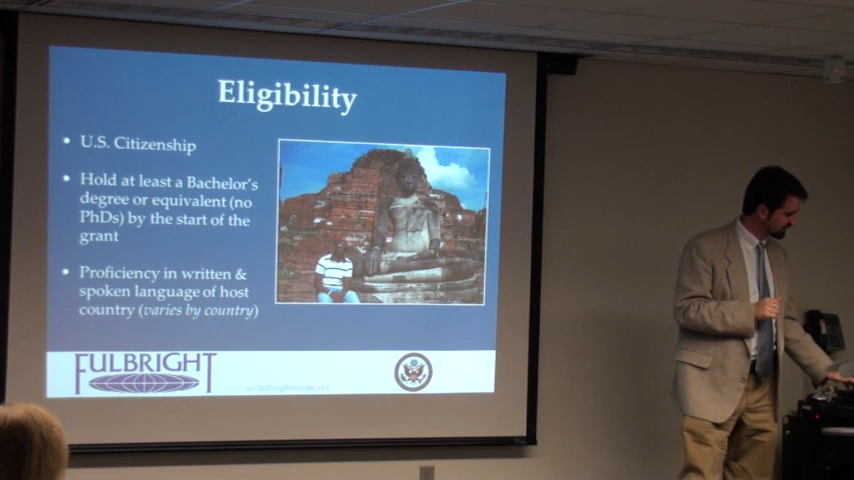 Eligibility
• U.S. Citizenship
• Hold at least a Bachelor's
degree or equivalent (no
PhDs) by the start of the
grant
• Proficiency in written &
spoken language of host
country (varies by country)
FULBRIGHT